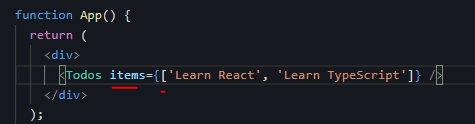 function App() {
return (
<div>
<Todos items={['Learn React', 'Learn TypeScript']} />
</div>
);